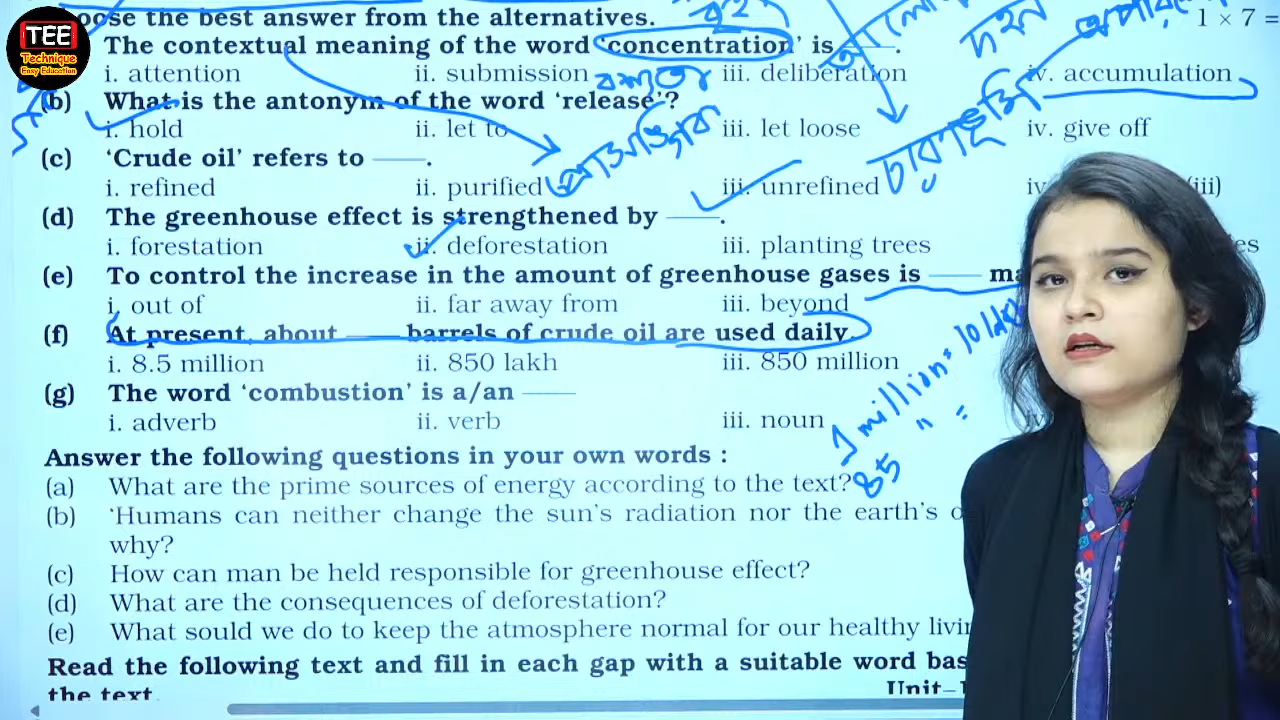 TEE
Technique
Easy Education
oose the best answer from the alternatives.
1 × 7 =
The contextual meaning of the word ‘concentration’ is ——.
i. attention ii. submission iii. deliberation iv. accumulation
(b) What is the antonym of the word ‘release’?
i. hold ii. let to iii. let loose iv. give off
(c) ‘Crude oil’ refers to ——.
i. refined ii. purified iii. unrefined iv (iii)
(d) The greenhouse effect is strengthened by ——.
i. forestation ii. deforestation iii. planting trees es
(e) To control the increase in the amount of greenhouse gases is —— ma
i. out of ii. far away from iii. beyond
(f) At present, about —— barrels of crude oil are used daily.
i. 8.5 million ii. 850 lakh iii. 850 million
1 million = 10
(g) The word ‘combustion’ is a/an ——
i. adverb ii. verb iii. noun iv
85 " =
Answer the following questions in your own words :
(a) What are the prime sources of energy according to the text?
(b) ‘Humans can neither change the sun’s radiation nor the earth’s o
why?
(c) How can man be held responsible for greenhouse effect?
(d) What are the consequences of deforestation?
(e) What sould we do to keep the atmosphere normal for our healthy livin
Read the following text and fill in each gap with a suitable word bas
the text. Unit–1